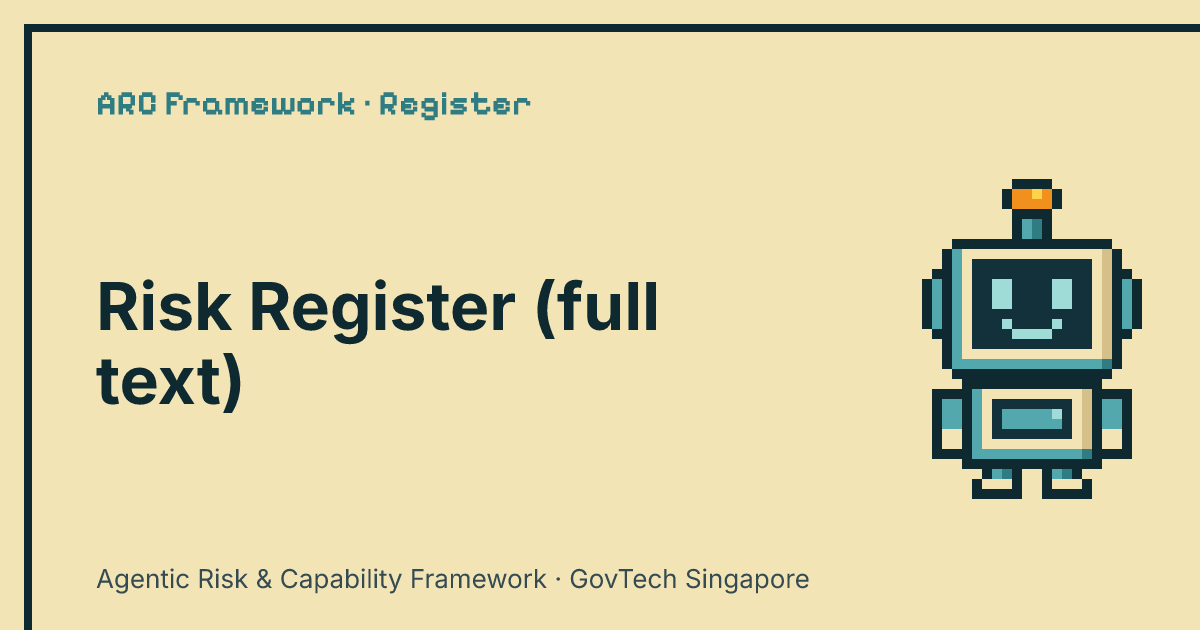 ARC Framework · Register
Risk Register (full
text)
Agentic Risk & Capability Framework · GovTech Singapore